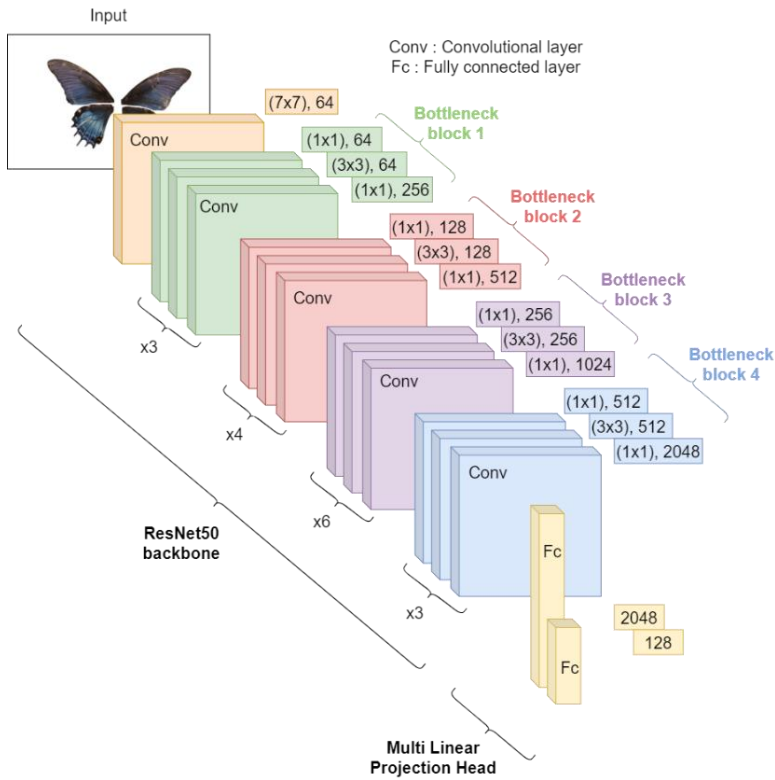 Input
Conv : Convolutional layer
Fc : Fully connected layer
(7x7), 64
Conv
Bottleneck
block 1
(1x1), 64
(3x3), 64
(1x1), 256
Conv
Bottleneck
block 2
(1x1), 128
(3x3), 128
(1x1), 512
Conv
Bottleneck
block 3
(1x1), 256
(3x3), 256
(1x1), 1024
Conv
Bottleneck
block 4
(1x1), 512
(3x3), 512
(1x1), 2048
Conv
x3
x4
x6
x3
ResNet50
backbone
Fc
Fc
2048
128
Multi Linear
Projection Head